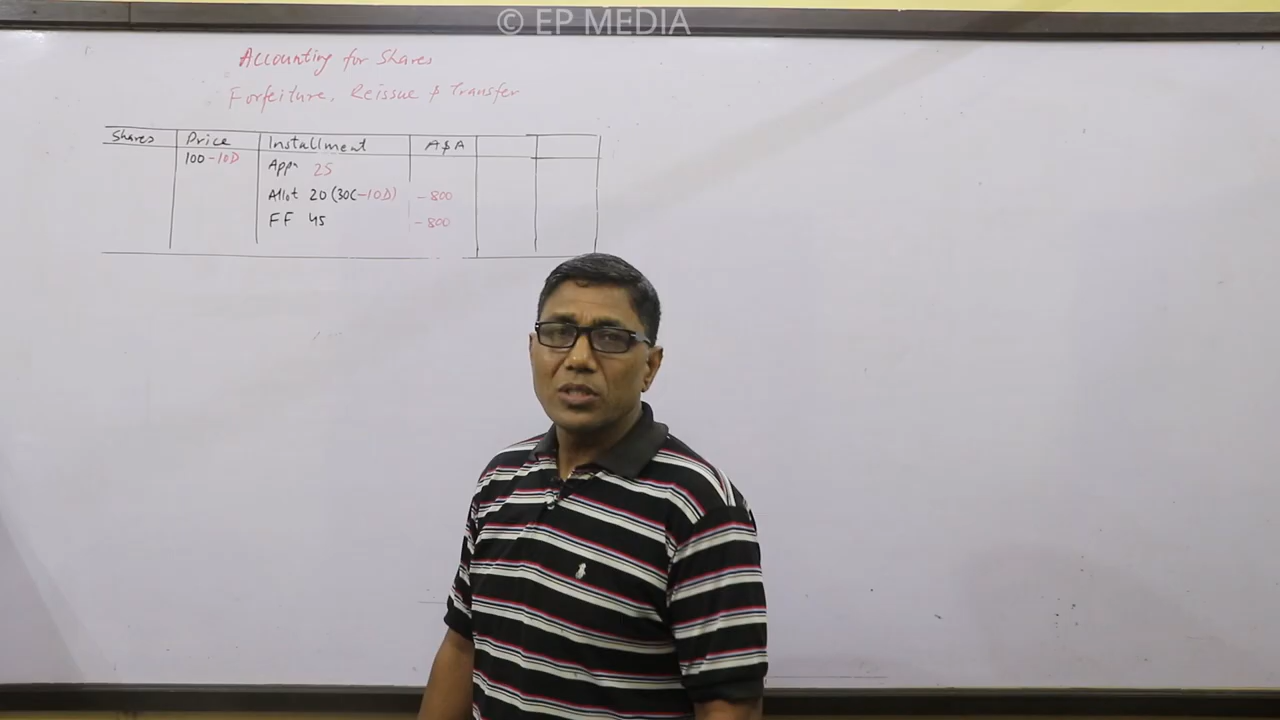 © EP MEDIA
Accounting for Shares
Forfeiture, Reissue & Transfer
Shares Price Installment A&A
100 -10D Appn 25
Allot 20 (30C -10D) - 800
FF 45 - 800